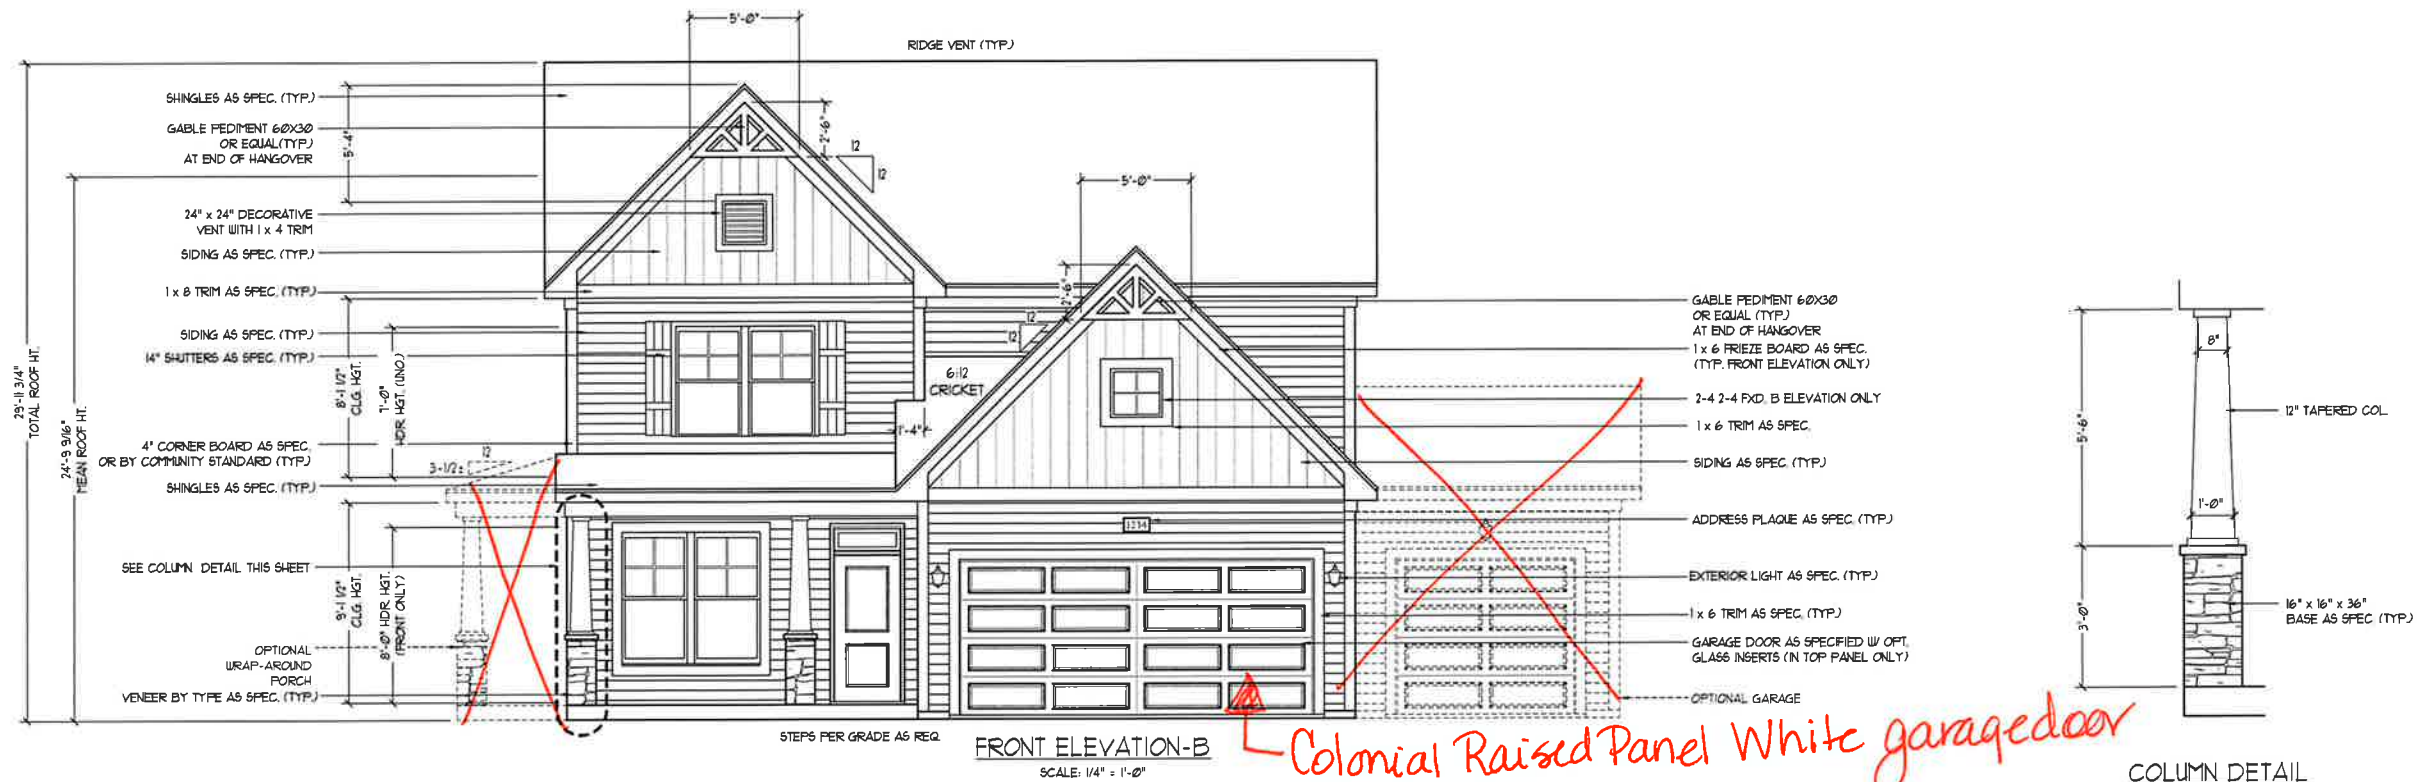 5'-0"
RIDGE VENT (TYP.)
SHINGLES AS SPEC. (TYP.)
GABLE PEDIMENT 60X30
OR EQUAL(TYP.)
AT END OF HANGOVER
5'-4"
2'-6"
12
12
24" x 24" DECORATIVE
VENT WITH 1 x 4 TRIM
SIDING AS SPEC. (TYP.)
1 x 8 TRIM AS SPEC. (TYP.)
SIDING AS SPEC. (TYP.)
14" SHUTTERS AS SPEC. (TYP.)
29'-11 3/4"
TOTAL ROOF HT.
24'-9 9/16"
MEAN ROOF HT.
8'-1 1/2"
CLG. HGT.
7'-0"
HDR. HGT. (UNO.)
4" CORNER BOARD AS SPEC.
OR BY COMMUNITY STANDARD (TYP.)
12
3-1/2±
SHINGLES AS SPEC. (TYP.)
SEE COLUMN DETAIL THIS SHEET
9'-1 1/2"
CLG. HGT.
8'-0" HDR. HGT.
(FRONT ONLY)
OPTIONAL
WRAP-AROUND
PORCH
VENEER BY TYPE AS SPEC. (TYP.)
5'-0"
2'-6"
12
12
6:12
CRICKET
1'-4"
1234
GABLE PEDIMENT 60X30
OR EQUAL (TYP.)
AT END OF HANGOVER
1 x 6 FRIEZE BOARD AS SPEC.
(TYP. FRONT ELEVATION ONLY)
2-4 2-4 FXD. B ELEVATION ONLY
1 x 6 TRIM AS SPEC.
SIDING AS SPEC. (TYP.)
ADDRESS PLAQUE AS SPEC. (TYP.)
EXTERIOR LIGHT AS SPEC. (TYP.)
1 x 6 TRIM AS SPEC. (TYP.)
GARAGE DOOR AS SPECIFIED W/ OPT.
GLASS INSERTS (IN TOP PANEL ONLY)
OPTIONAL GARAGE
8"
12" TAPERED COL.
5'-6"
1'-0"
3'-0"
16" x 16" x 36"
BASE AS SPEC (TYP.)
STEPS PER GRADE AS REQ.
FRONT ELEVATION-B
SCALE: 1/4" = 1'-0"
Colonial Raised Panel White garage door
COLUMN DETAIL